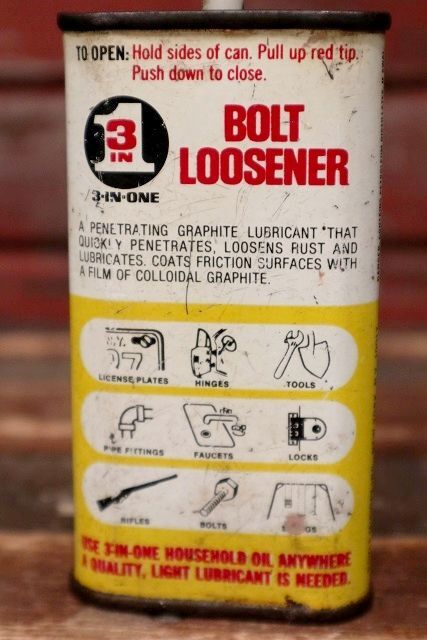 TO OPEN: Hold sides of can. Pull up red tip.
Push down to close.
3
IN
1
3-IN-ONE
BOLT
LOOSENER
A PENETRATING GRAPHITE LUBRICANT THAT
QUICKLY PENETRATES, LOOSENS RUST AND
LUBRICATES. COATS FRICTION SURFACES WITH
A FILM OF COLLOIDAL GRAPHITE.
LICENSE PLATES HINGES TOOLS
PIPE FITTINGS FAUCETS LOCKS
RIFLES BOLTS
USE 3-IN-ONE HOUSEHOLD OIL ANYWHERE
A QUALITY, LIGHT LUBRICANT IS NEEDED.